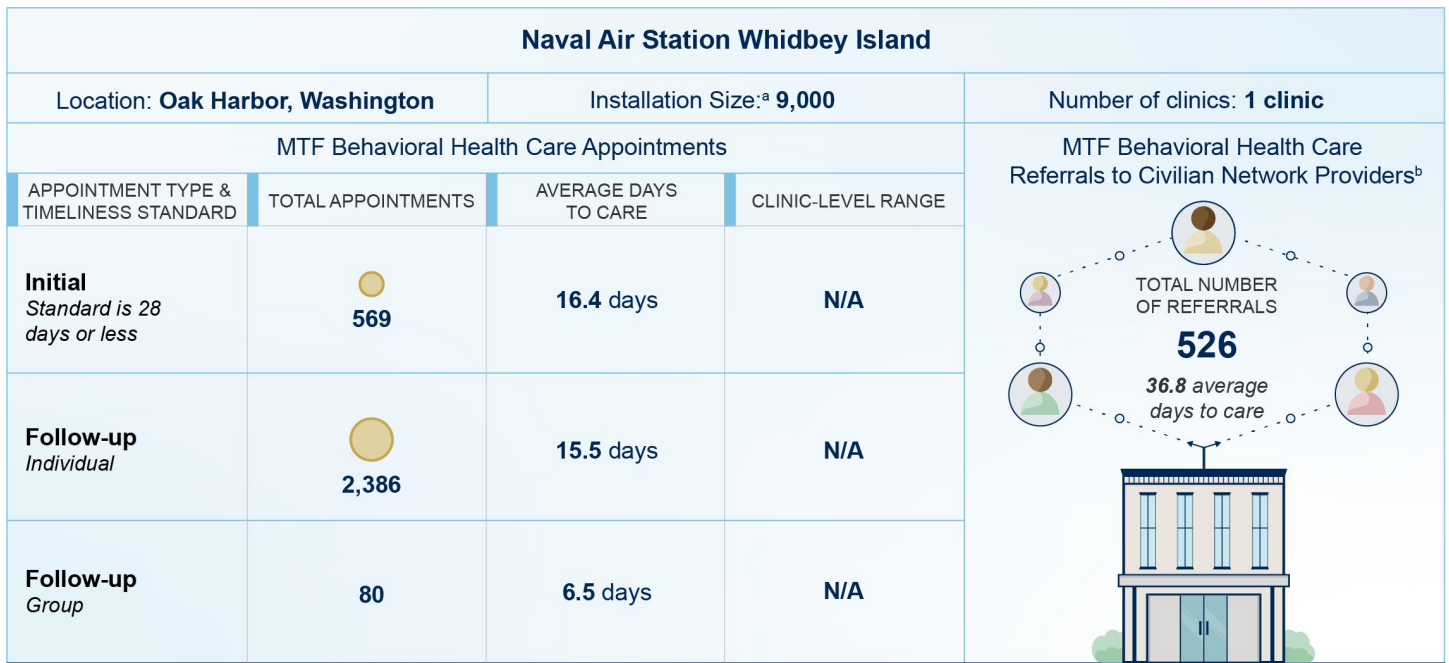 Naval Air Station Whidbey Island
Location: Oak Harbor, Washington
Installation Size:ᵃ 9,000
Number of clinics: 1 clinic
MTF Behavioral Health Care Appointments
APPOINTMENT TYPE &
TIMELINESS STANDARD
TOTAL APPOINTMENTS
AVERAGE DAYS
TO CARE
CLINIC-LEVEL RANGE
Initial
Standard is 28
days or less
569
16.4 days
N/A
Follow-up
Individual
2,386
15.5 days
N/A
Follow-up
Group
80
6.5 days
N/A
MTF Behavioral Health Care
Referrals to Civilian Network Providersᵇ
TOTAL NUMBER
OF REFERRALS
526
36.8 average
days to care